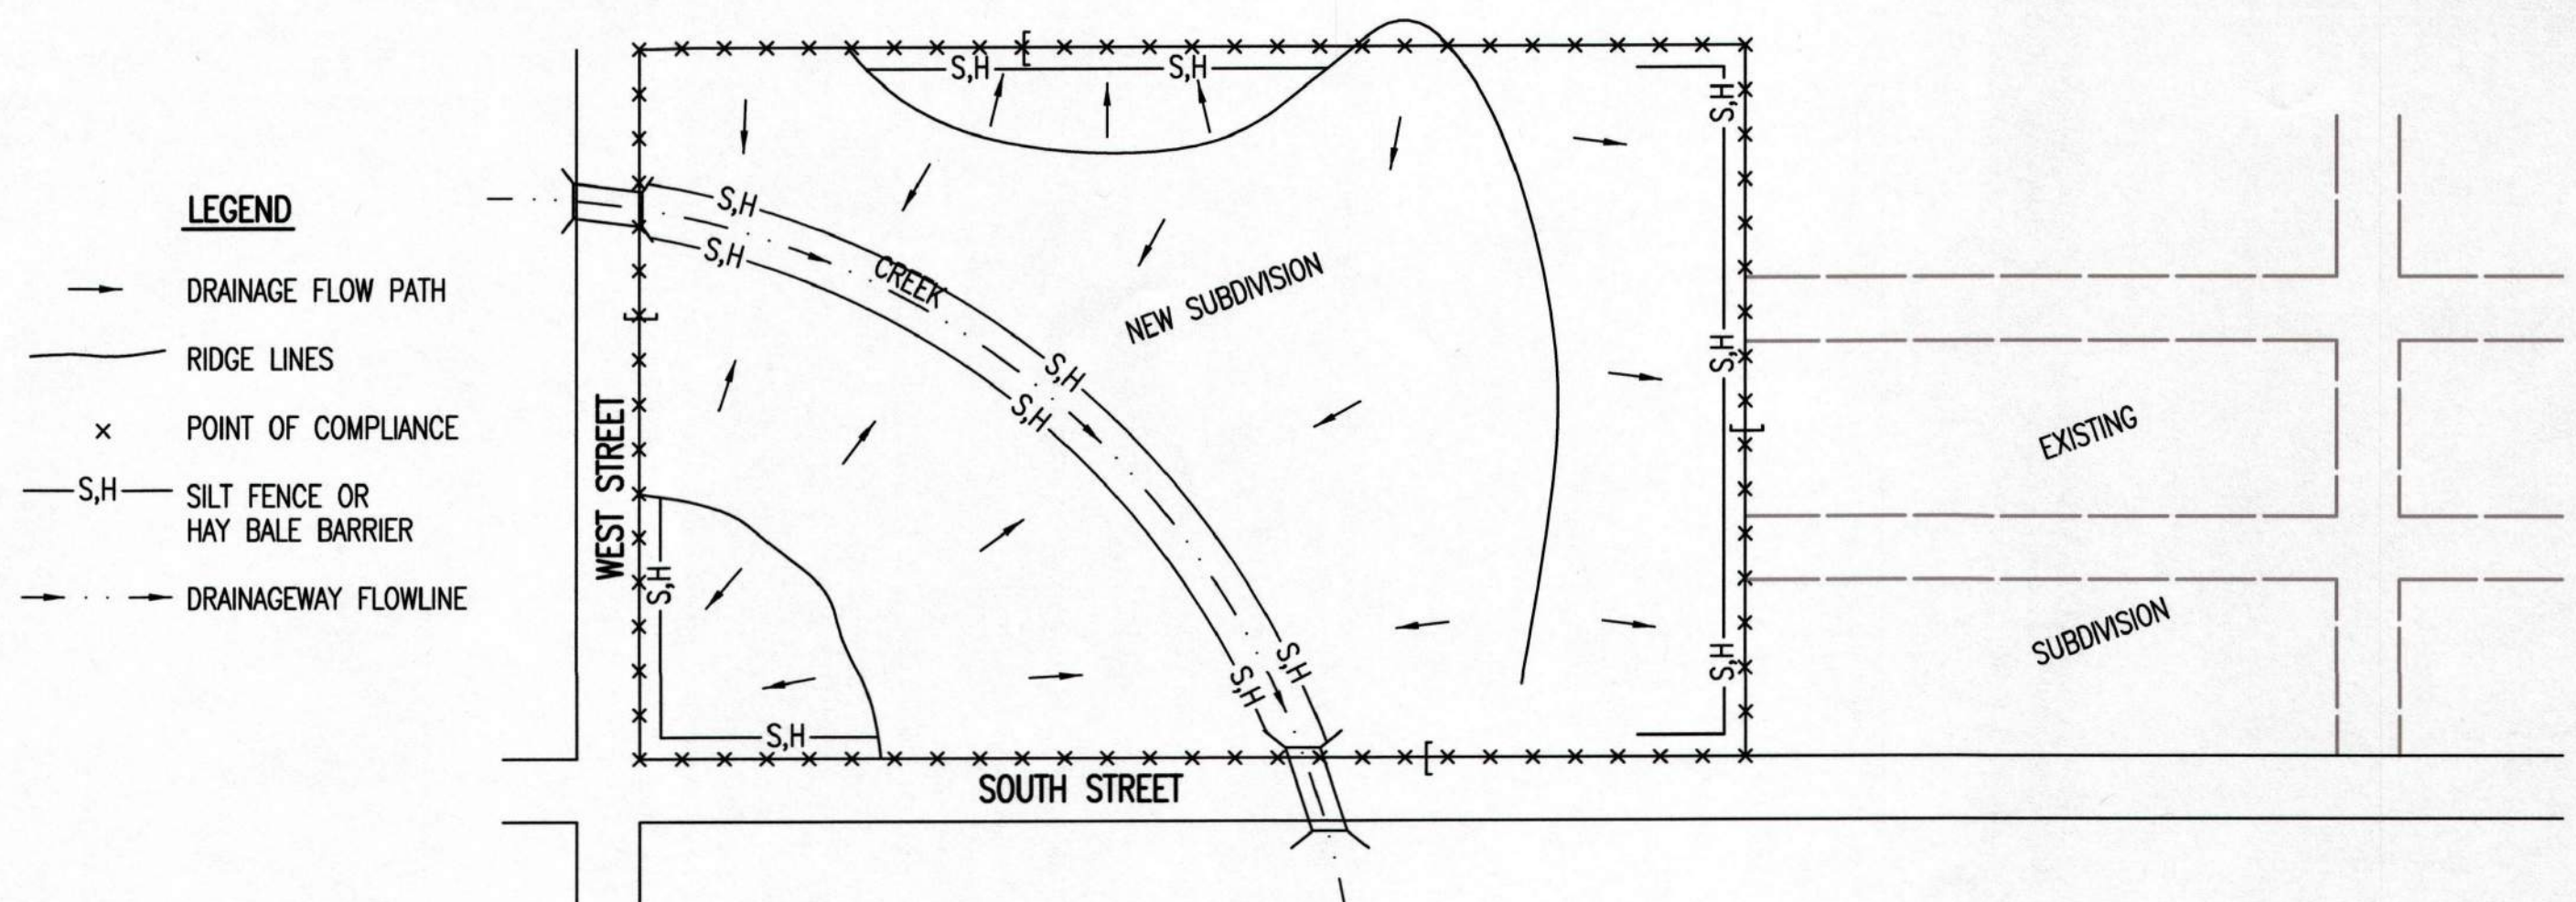 LEGEND
DRAINAGE FLOW PATH
RIDGE LINES
POINT OF COMPLIANCE
S,H
SILT FENCE OR
HAY BALE BARRIER
DRAINAGEWAY FLOWLINE
S,H
S,H
S,H
S,H
S,H
CREEK
NEW SUBDIVISION
S,H
S,H
S,H
WEST STREET
EXISTING
SUBDIVISION
S,H
S,H
S,H
S,H
S,H
SOUTH STREET